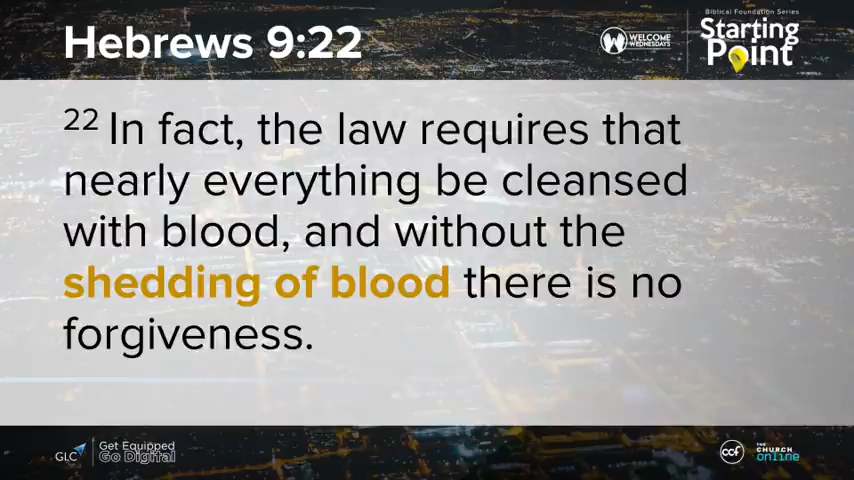 Hebrews 9:22
WELCOME
WEDNESDAYS
Biblical Foundation Series
Starting
Point
22 In fact, the law requires that
nearly everything be cleansed
with blood, and without the
shedding of blood there is no
forgiveness.
GLC
Get Equipped
Go Digital
ccf
THE
CHURCH
online